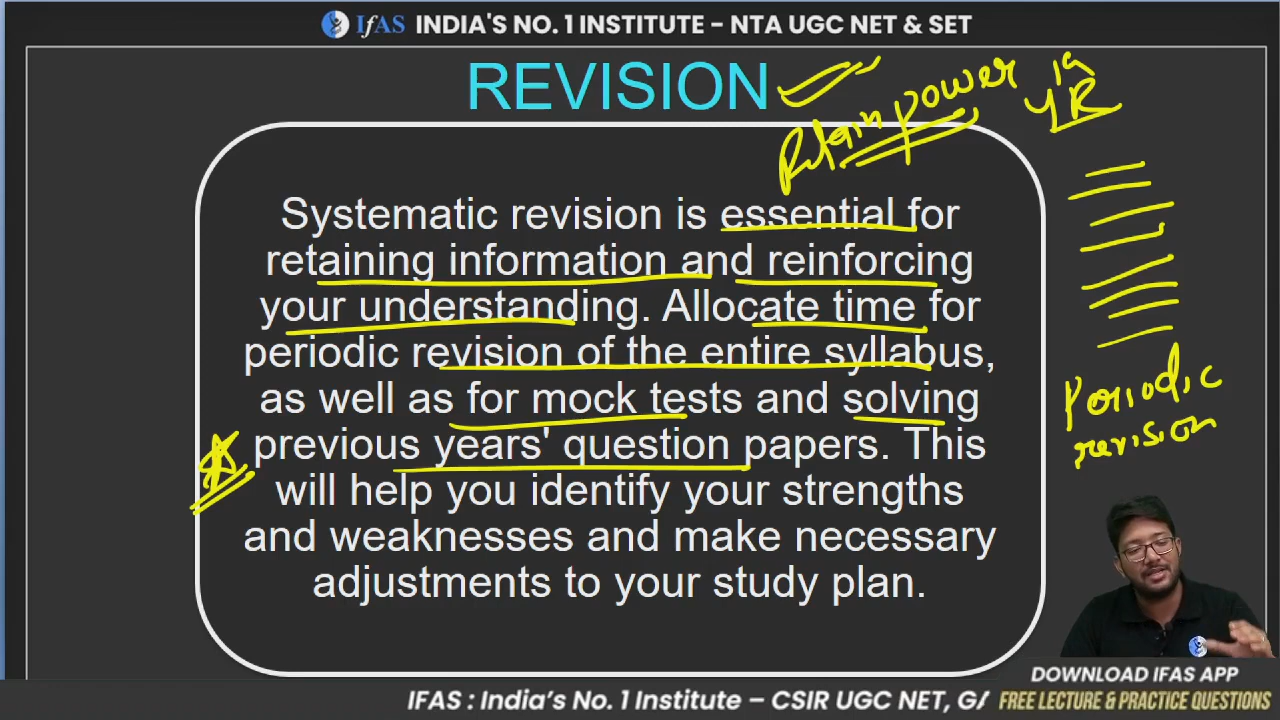 IfAS INDIA'S NO. 1 INSTITUTE – NTA UGC NET & SET
REVISION
Retain power
Systematic revision is essential for
retaining information and reinforcing
your understanding. Allocate time for
periodic revision of the entire syllabus,
as well as for mock tests and solving
previous years' question papers. This
will help you identify your strengths
and weaknesses and make necessary
adjustments to your study plan.
Periodic
revision
DOWNLOAD IFAS APP
IFAS : India's No. 1 Institute – CSIR UGC NET, GA
FREE LECTURE & PRACTICE QUESTIONS